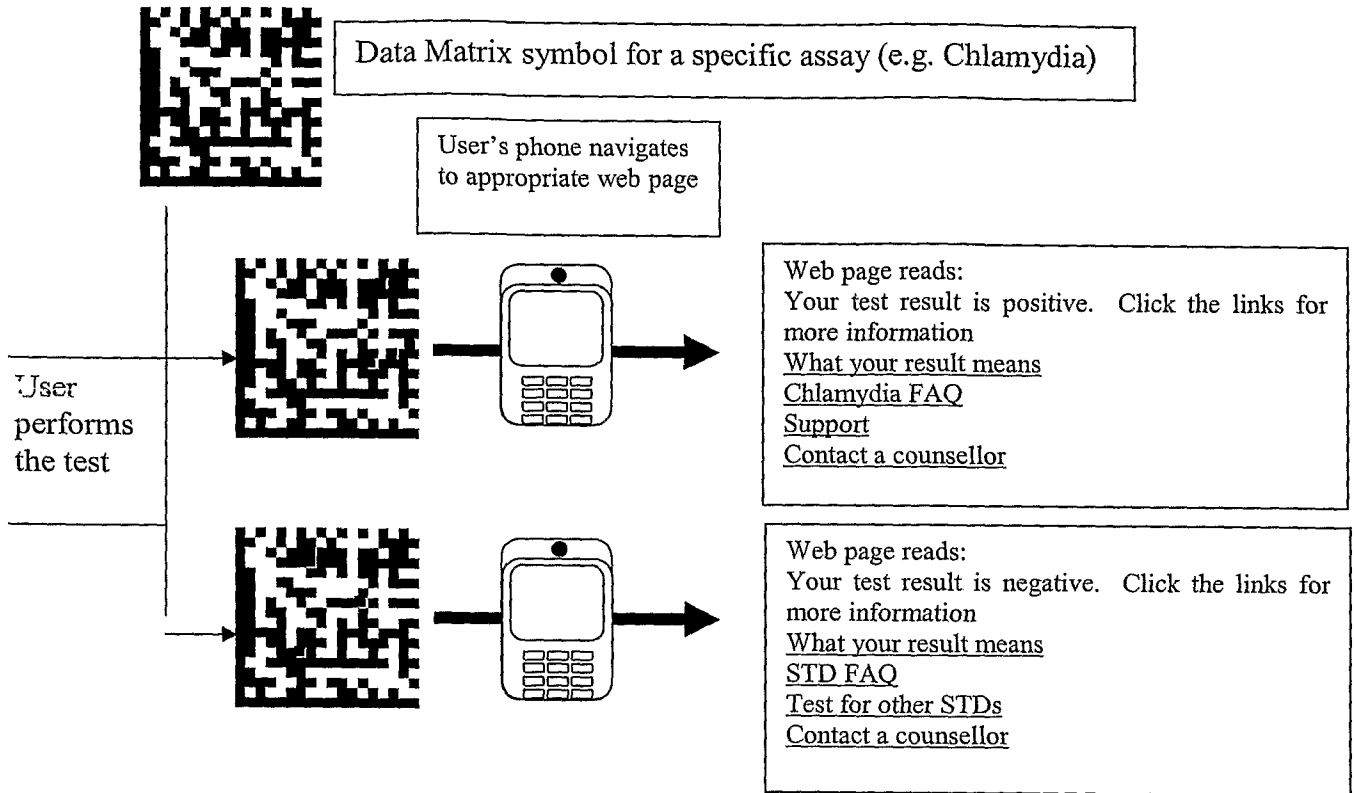 Data Matrix symbol for a specific assay (e.g. Chlamydia)
User's phone navigates
to appropriate web page
User
performs
the test
Web page reads:
Your test result is positive. Click the links for
more information
What your result means
Chlamydia FAQ
Support
Contact a counsellor
Web page reads:
Your test result is negative. Click the links for
more information
What your result means
STD FAQ
Test for other STDs
Contact a counsellor